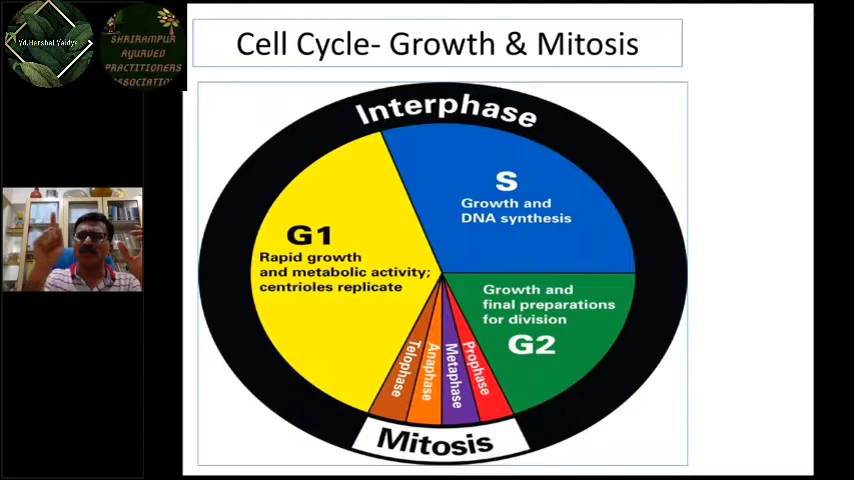 Yd.Harshal Vaidya
SHRIRAMPUR
AYURVED
PRACTITIONERS
ASSOCIATION
Cell Cycle- Growth & Mitosis
Interphase
S
Growth and
DNA synthesis
G1
Rapid growth
and metabolic activity;
centrioles replicate
Growth and
final preparations
for division
G2
Telophase
Anaphase
Metaphase
Prophase
Mitosis